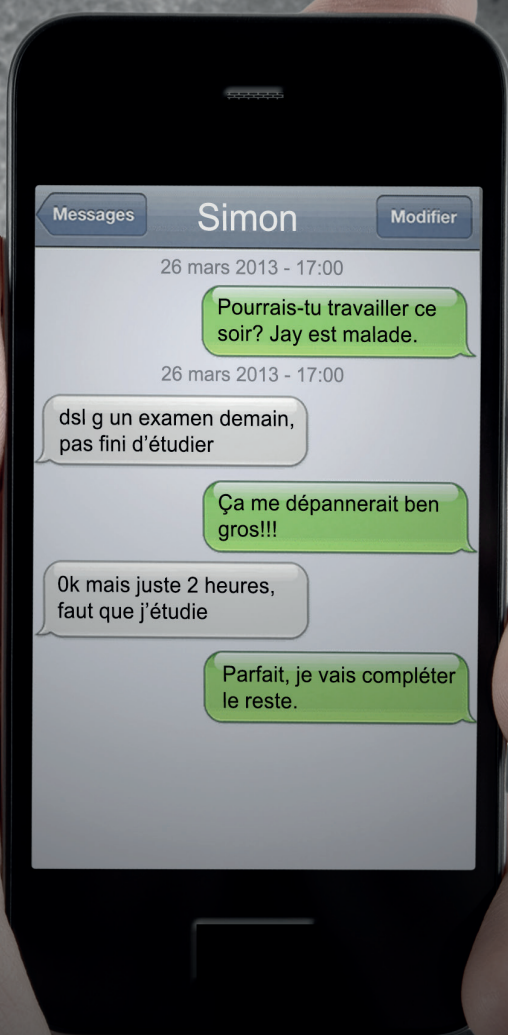 Messages
Simon
Modifier
26 mars 2013 - 17:00
Pourrais-tu travailler ce
soir? Jay est malade.
26 mars 2013 - 17:00
dsl g un examen demain,
pas fini d'étudier
Ça me dépannerait ben
gros!!!
0k mais juste 2 heures,
faut que j'étudie
Parfait, je vais compléter
le reste.